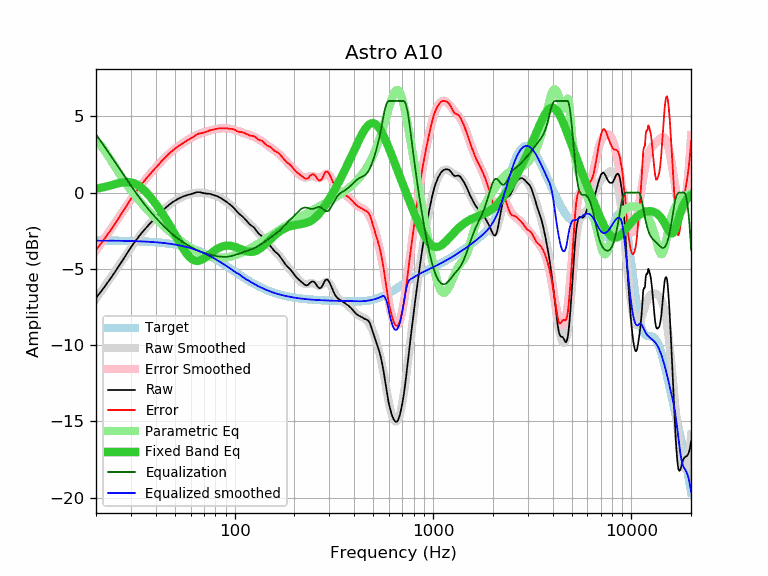 Astro A10
Amplitude (dBr)
5
0
−5
−10
−15
−20
Target
Raw Smoothed
Error Smoothed
Raw
Error
Parametric Eq
Fixed Band Eq
Equalization
Equalized smoothed
100
1000
10000
Frequency (Hz)